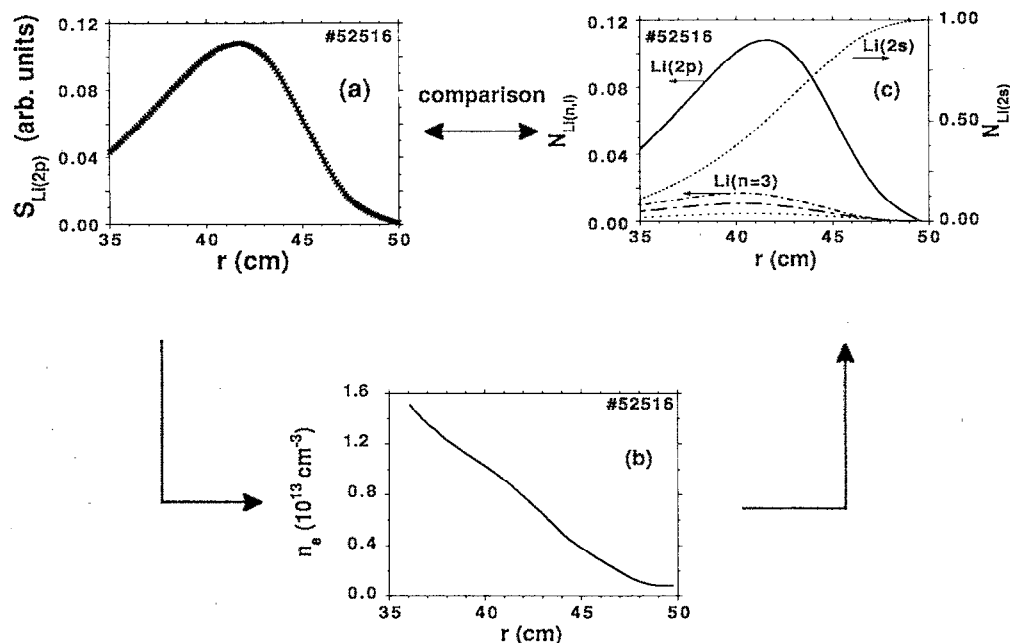 0.12
#52516
0.08
(a)
0.04
0.00
35 40 45 50
r (cm)
S_Li(2p) (arb. units)
comparison
0.12
#52516
Li(2p)
Li(2s)
1.00
0.08
(c)
0.50
0.04
Li(n=3)
0.00
0.00
35 40 45 50
r (cm)
N_Li(n,l)
N_Li(2s)
1.6
#52516
1.2
(b)
0.8
0.4
0.0
35 40 45 50
r (cm)
n_e (10^13 cm^-3)